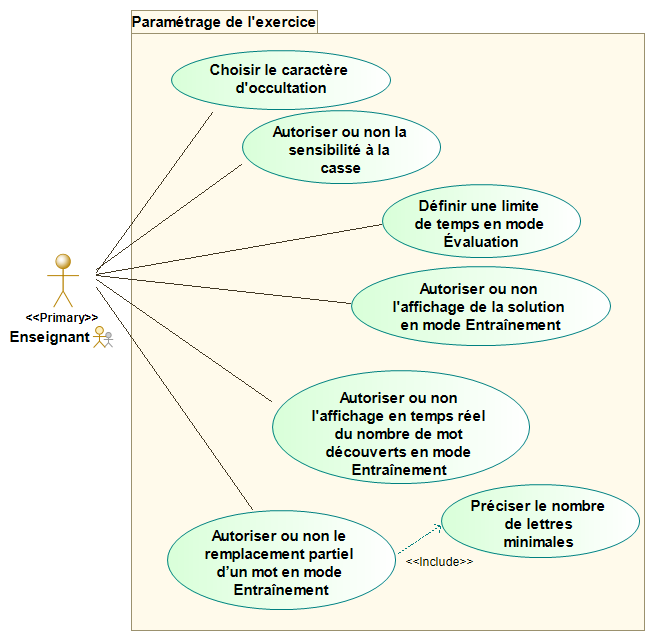 Paramétrage de l'exercice
Choisir le caractère
d'occultation
Autoriser ou non la
sensibilité à la
casse
Définir une limite
de temps en mode
Évaluation
Autoriser ou non
l'affichage de la solution
en mode Entraînement
<<Primary>>
Enseignant
Autoriser ou non
l'affichage en temps réel
du nombre de mot
découverts en mode
Entraînement
Autoriser ou non le
remplacement partiel
d'un mot en mode
Entraînement
Préciser le nombre
de lettres
minimales
<<Include>>